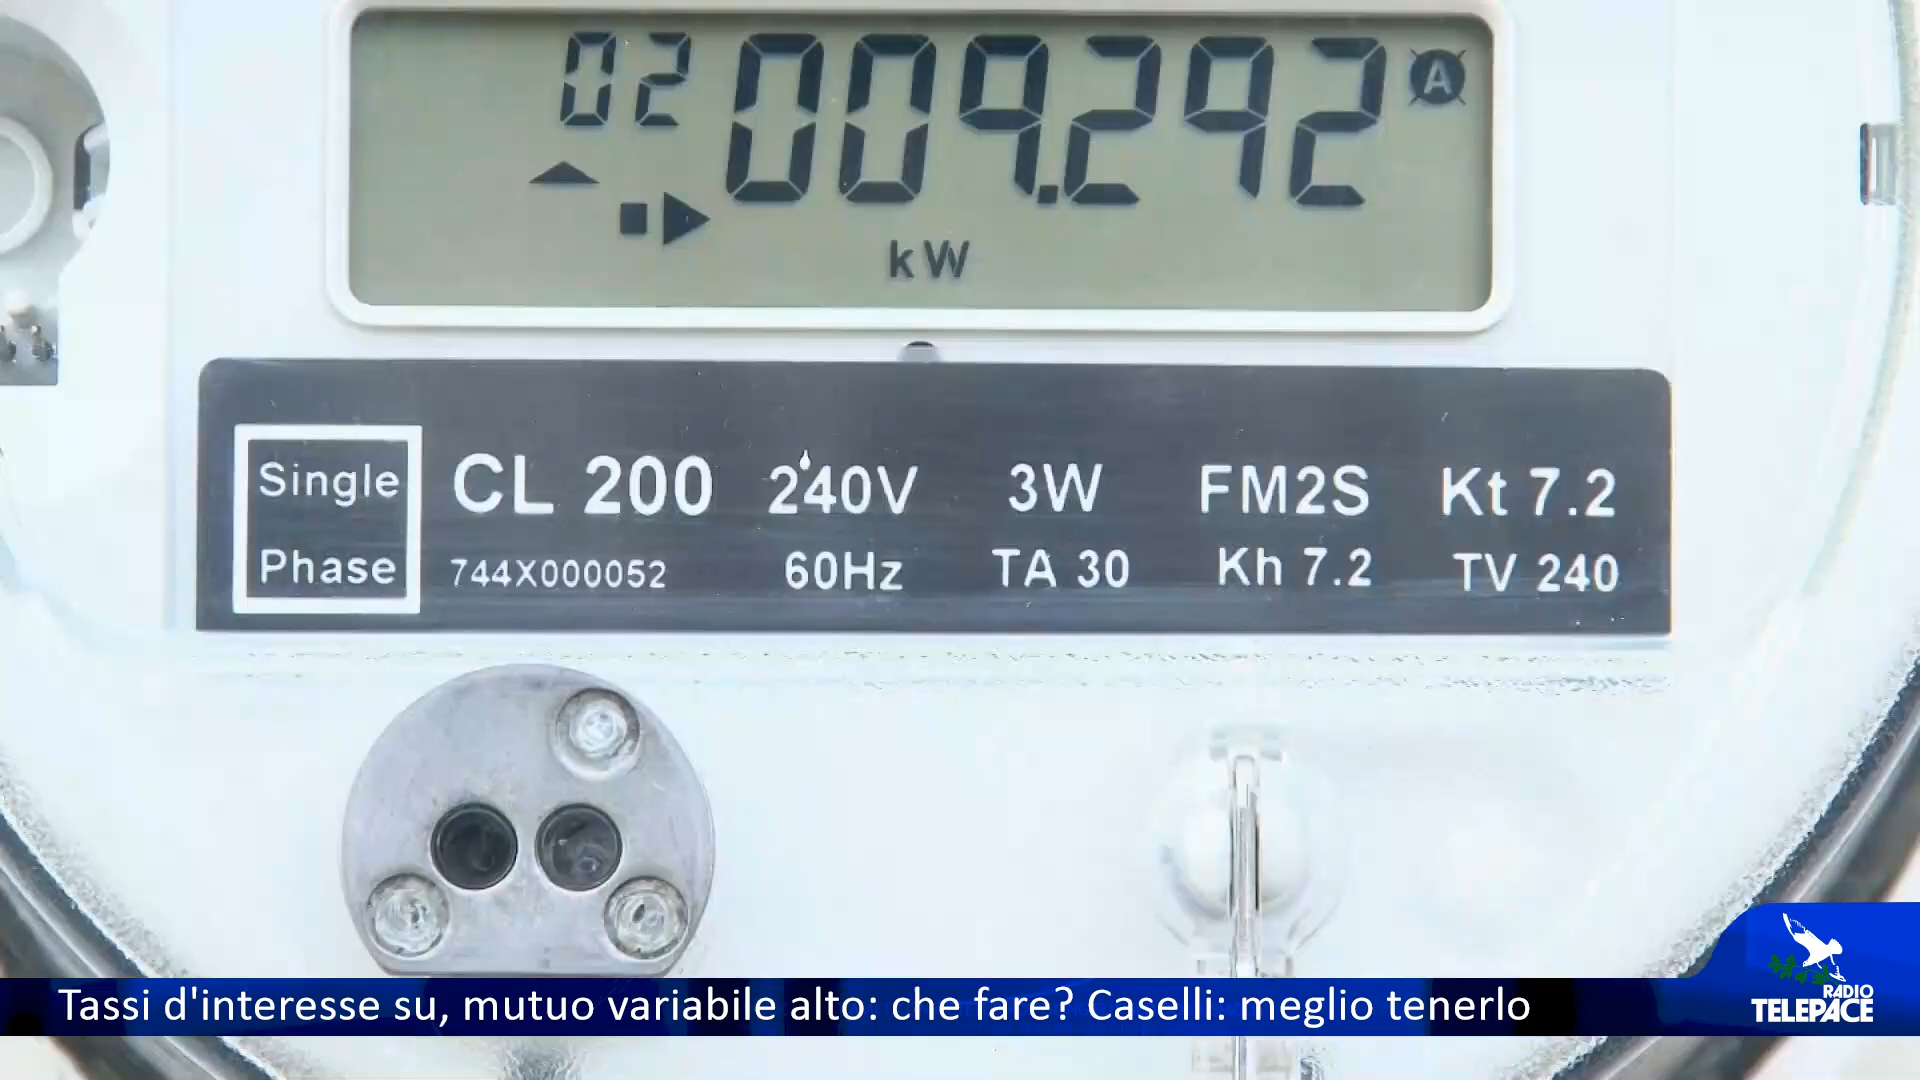 02 009.292
A
kW
Single Phase
CL 200 240V 3W FM2S Kt 7.2
744X000052 60Hz TA 30 Kh 7.2 TV 240
Tassi d'interesse su, mutuo variabile alto: che fare? Caselli: meglio tenerlo
RADIO
TELEPACE